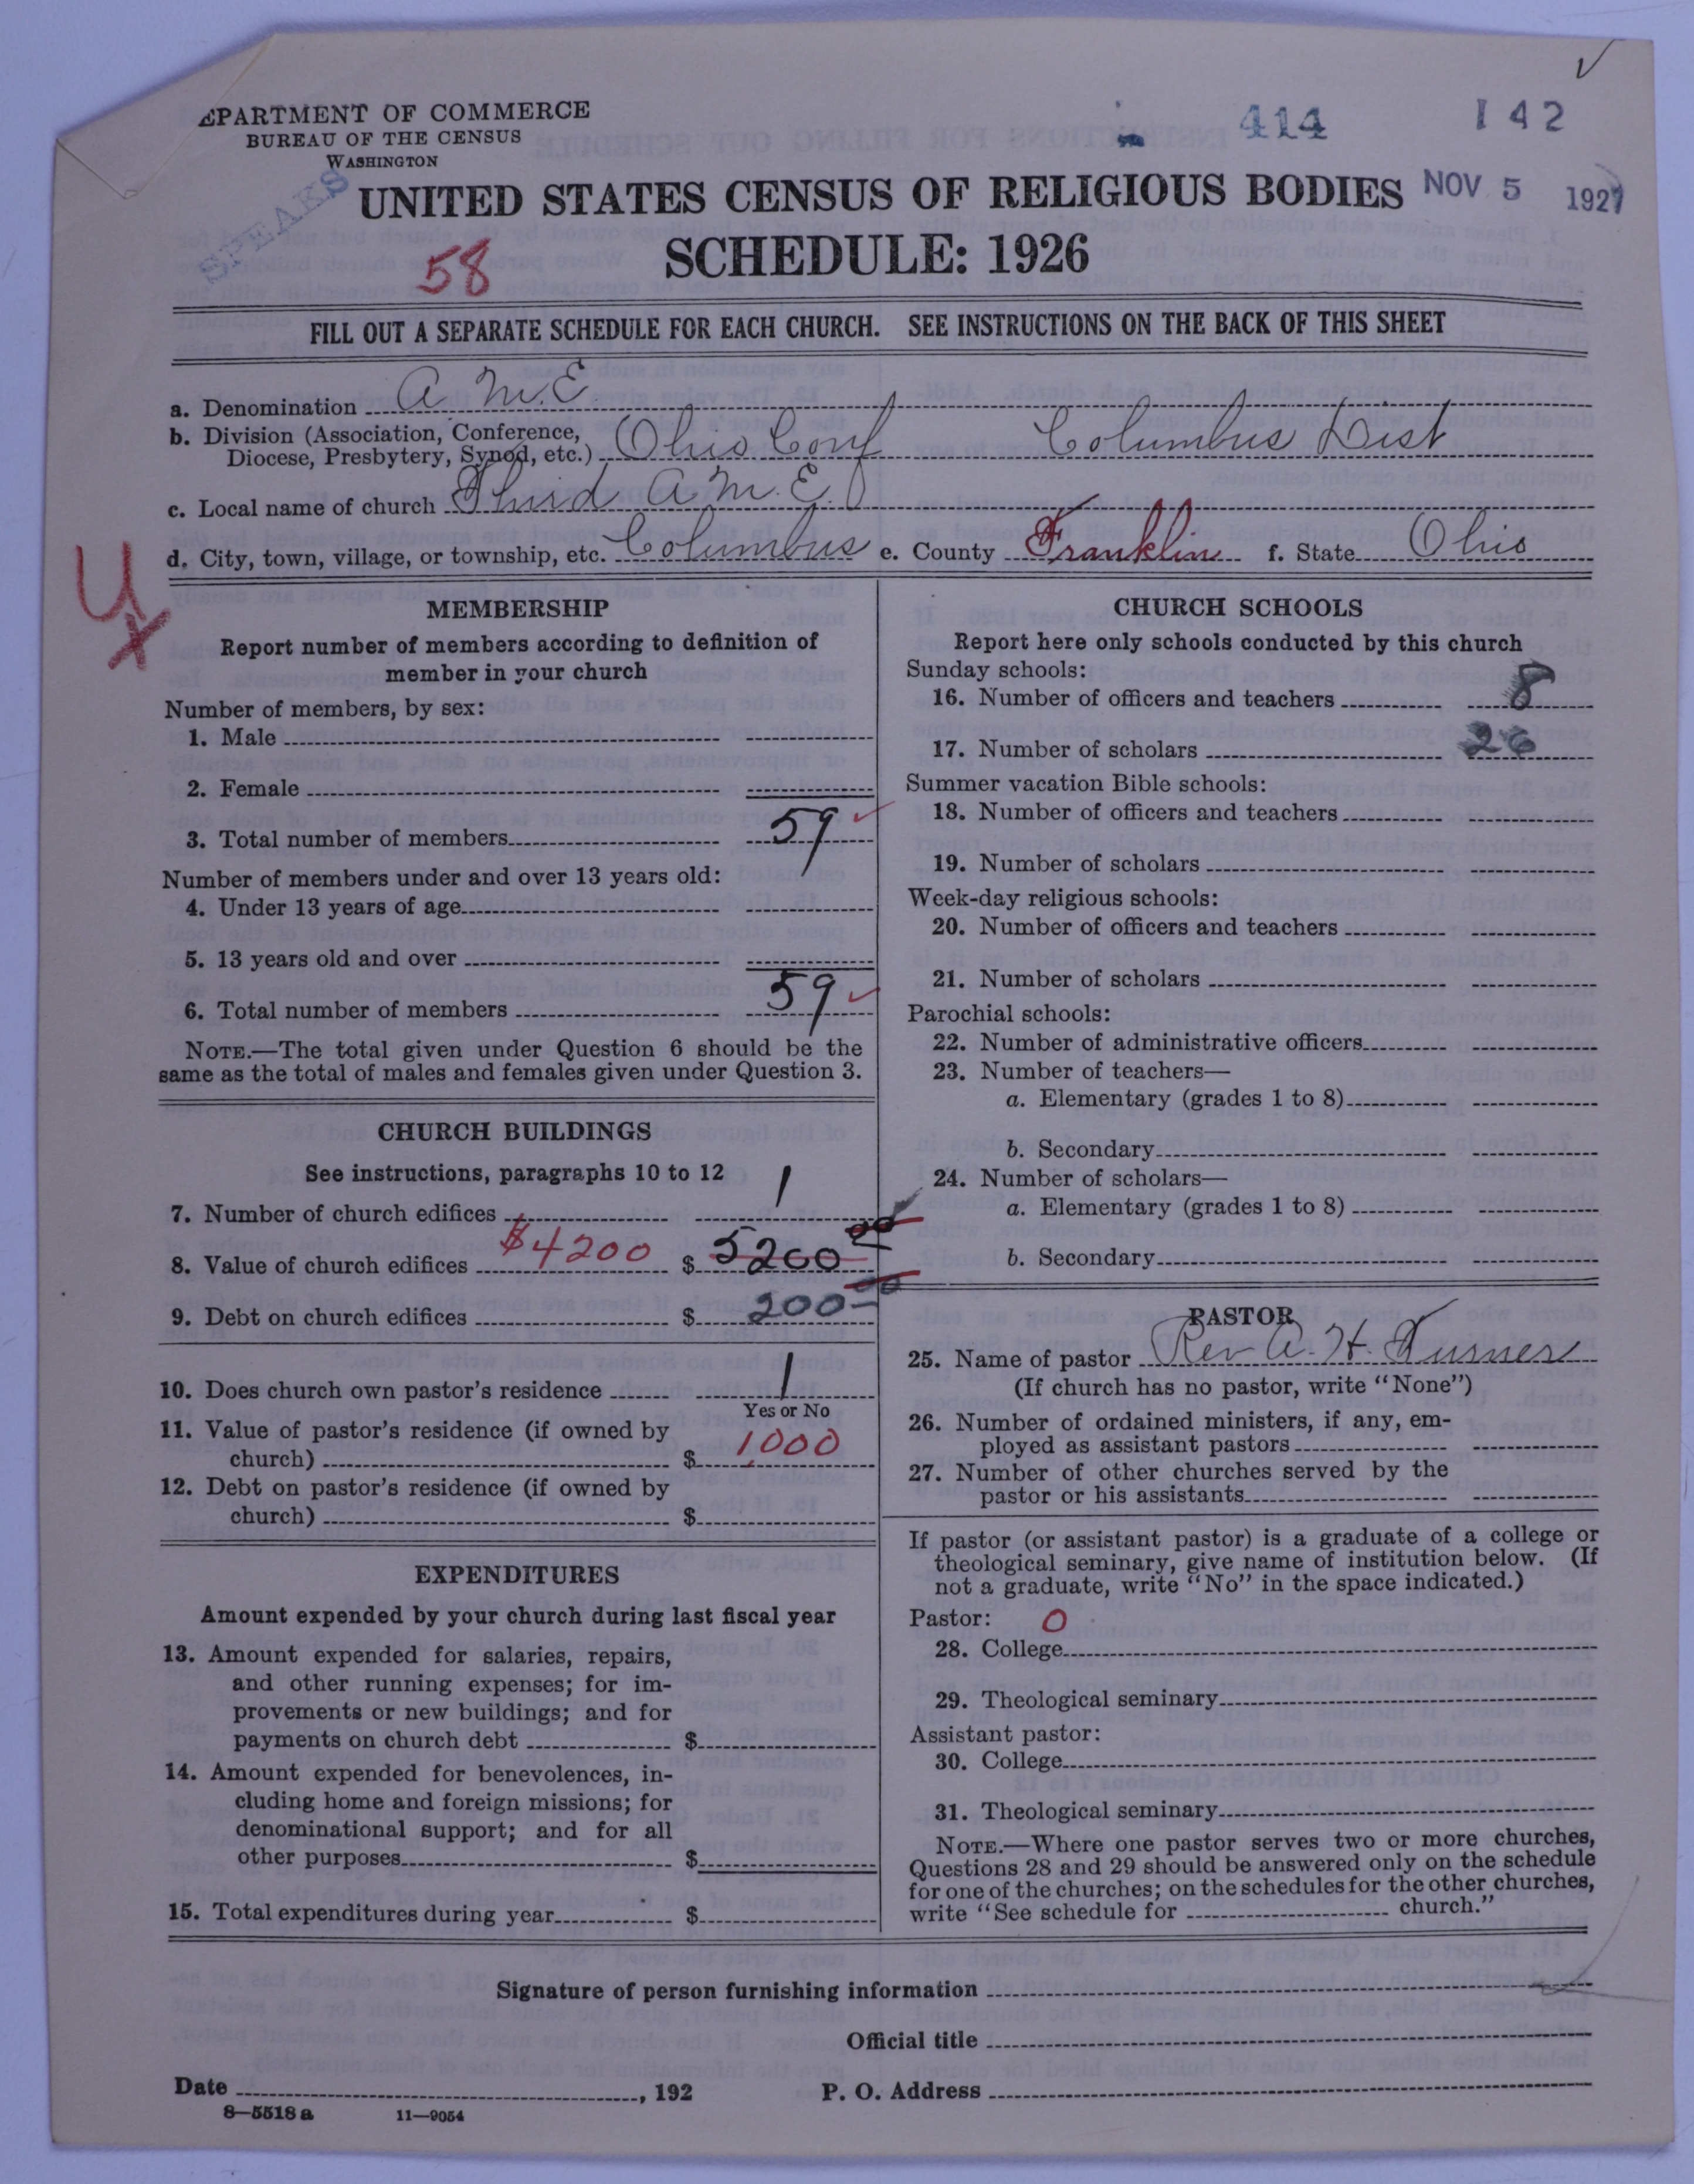 EPARTMENT OF COMMERCE
BUREAU OF THE CENSUS
WASHINGTON
SPEAKS
414
142
NOV 5 1927
UNITED STATES CENSUS OF RELIGIOUS BODIES
SCHEDULE: 1926
58
FILL OUT A SEPARATE SCHEDULE FOR EACH CHURCH. SEE INSTRUCTIONS ON THE BACK OF THIS SHEET
a. Denomination A.M.E
b. Division (Association, Conference,
Diocese, Presbytery, Synod, etc.) Ohio Conf Columbus Dist
c. Local name of church Third A.M.E.
d. City, town, village, or township, etc. Columbus e. County Franklin f. State Ohio
4
x
MEMBERSHIP
Report number of members according to definition of
member in your church
Number of members, by sex:
1. Male
2. Female
3. Total number of members 59
Number of members under and over 13 years old:
4. Under 13 years of age
5. 13 years old and over
6. Total number of members 59
NOTE.—The total given under Question 6 should be the
same as the total of males and females given under Question 3.
CHURCH BUILDINGS
See instructions, paragraphs 10 to 12
7. Number of church edifices 1
8. Value of church edifices $4200 $ 5200 00
9. Debt on church edifices $ 200 00
10. Does church own pastor's residence 1
Yes or No
11. Value of pastor's residence (if owned by
church) $ 1000
12. Debt on pastor's residence (if owned by
church) $
EXPENDITURES
Amount expended by your church during last fiscal year
13. Amount expended for salaries, repairs,
and other running expenses; for im-
provements or new buildings; and for
payments on church debt $
14. Amount expended for benevolences, in-
cluding home and foreign missions; for
denominational support; and for all
other purposes $
15. Total expenditures during year $
CHURCH SCHOOLS
Report here only schools conducted by this church
Sunday schools:
16. Number of officers and teachers 8
17. Number of scholars 26
Summer vacation Bible schools:
18. Number of officers and teachers
19. Number of scholars
Week-day religious schools:
20. Number of officers and teachers
21. Number of scholars
Parochial schools:
22. Number of administrative officers
23. Number of teachers—
a. Elementary (grades 1 to 8)
b. Secondary
24. Number of scholars—
a. Elementary (grades 1 to 8)
b. Secondary
PASTOR
25. Name of pastor Rev A. H. Turner
(If church has no pastor, write "None")
26. Number of ordained ministers, if any, em-
ployed as assistant pastors
27. Number of other churches served by the
pastor or his assistants
If pastor (or assistant pastor) is a graduate of a college or
theological seminary, give name of institution below. (If
not a graduate, write "No" in the space indicated.)
Pastor: 0
28. College
29. Theological seminary
Assistant pastor:
30. College
31. Theological seminary
NOTE.—Where one pastor serves two or more churches,
Questions 28 and 29 should be answered only on the schedule
for one of the churches; on the schedules for the other churches,
write "See schedule for church."
Signature of person furnishing information
Official title
Date , 192
P. O. Address
8—5518 a 11—9054